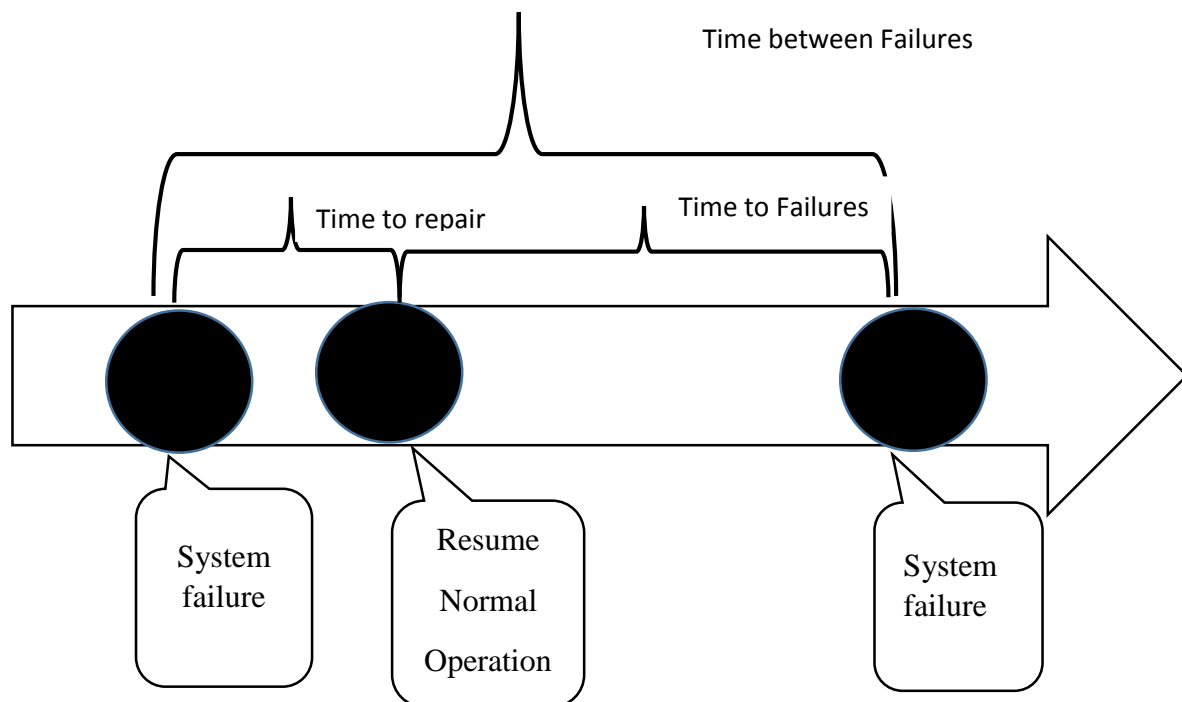 Time between Failures
Time to repair
Time to Failures
System
failure
Resume
Normal
Operation
System
failure